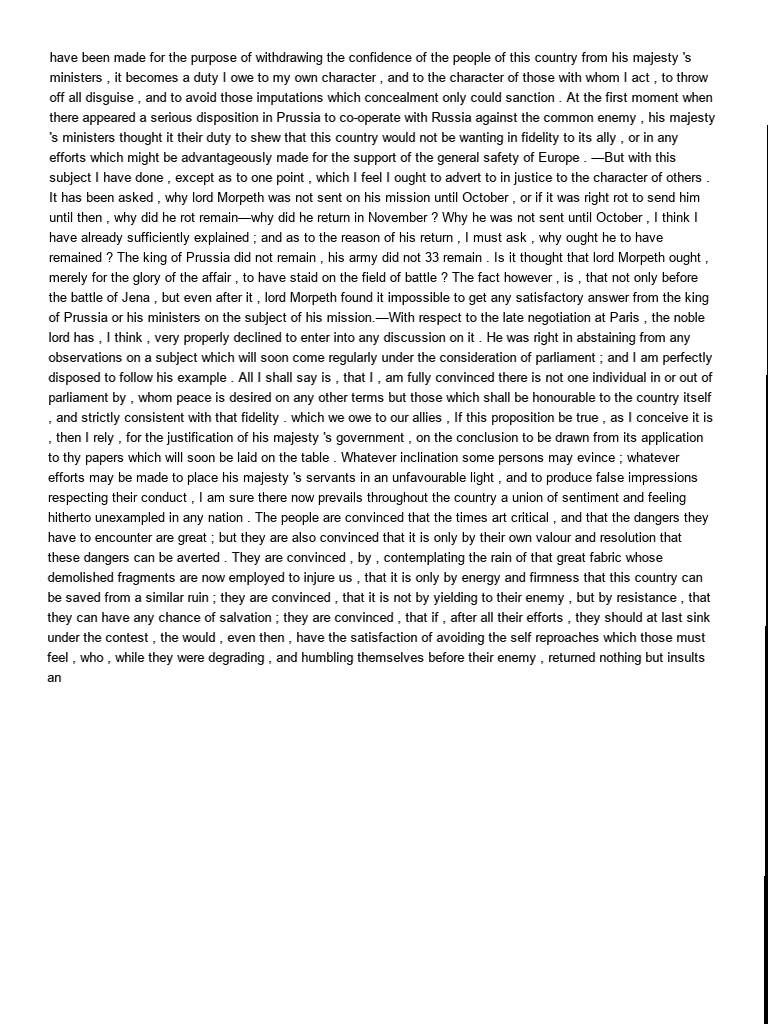 have been made for the purpose of withdrawing the confidence of the people of this country from his majesty 's
ministers , it becomes a duty I owe to my own character , and to the character of those with whom I act , to throw
off all disguise , and to avoid those imputations which concealment only could sanction . At the first moment when
there appeared a serious disposition in Prussia to co-operate with Russia against the common enemy , his majesty
's ministers thought it their duty to shew that this country would not be wanting in fidelity to its ally , or in any
efforts which might be advantageously made for the support of the general safety of Europe . —But with this
subject I have done , except as to one point , which I feel I ought to advert to in justice to the character of others .
It has been asked , why lord Morpeth was not sent on his mission until October , or if it was right rot to send him
until then , why did he rot remain—why did he return in November ? Why he was not sent until October , I think I
have already sufficiently explained ; and as to the reason of his return , I must ask , why ought he to have
remained ? The king of Prussia did not remain , his army did not 33 remain . Is it thought that lord Morpeth ought ,
merely for the glory of the affair , to have staid on the field of battle ? The fact however , is , that not only before
the battle of Jena , but even after it , lord Morpeth found it impossible to get any satisfactory answer from the king
of Prussia or his ministers on the subject of his mission.—With respect to the late negotiation at Paris , the noble
lord has , I think , very properly declined to enter into any discussion on it . He was right in abstaining from any
observations on a subject which will soon come regularly under the consideration of parliament ; and I am perfectly
disposed to follow his example . All I shall say is , that I , am fully convinced there is not one individual in or out of
parliament by , whom peace is desired on any other terms but those which shall be honourable to the country itself
, and strictly consistent with that fidelity . which we owe to our allies , If this proposition be true , as I conceive it is
, then I rely , for the justification of his majesty 's government , on the conclusion to be drawn from its application
to thy papers which will soon be laid on the table . Whatever inclination some persons may evince ; whatever
efforts may be made to place his majesty 's servants in an unfavourable light , and to produce false impressions
respecting their conduct , I am sure there now prevails throughout the country a union of sentiment and feeling
hitherto unexampled in any nation . The people are convinced that the times art critical , and that the dangers they
have to encounter are great ; but they are also convinced that it is only by their own valour and resolution that
these dangers can be averted . They are convinced , by , contemplating the rain of that great fabric whose
demolished fragments are now employed to injure us , that it is only by energy and firmness that this country can
be saved from a similar ruin ; they are convinced , that it is not by yielding to their enemy , but by resistance , that
they can have any chance of salvation ; they are convinced , that if , after all their efforts , they should at last sink
under the contest , the would , even then , have the satisfaction of avoiding the self reproaches which those must
feel , who , while they were degrading , and humbling themselves before their enemy , returned nothing but insults
an